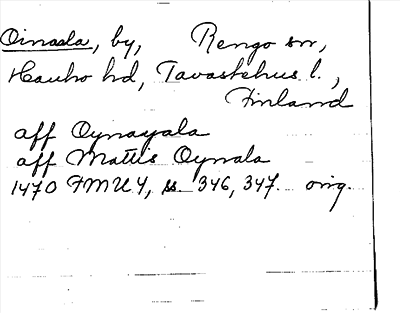 Oinaala, by, Rengo sn,
Hauho hd, Tavastehus l.,
Finland
aff Oynayala
aff Mattis Oynala
1470 FMU 4, ss 346, 347. orig.